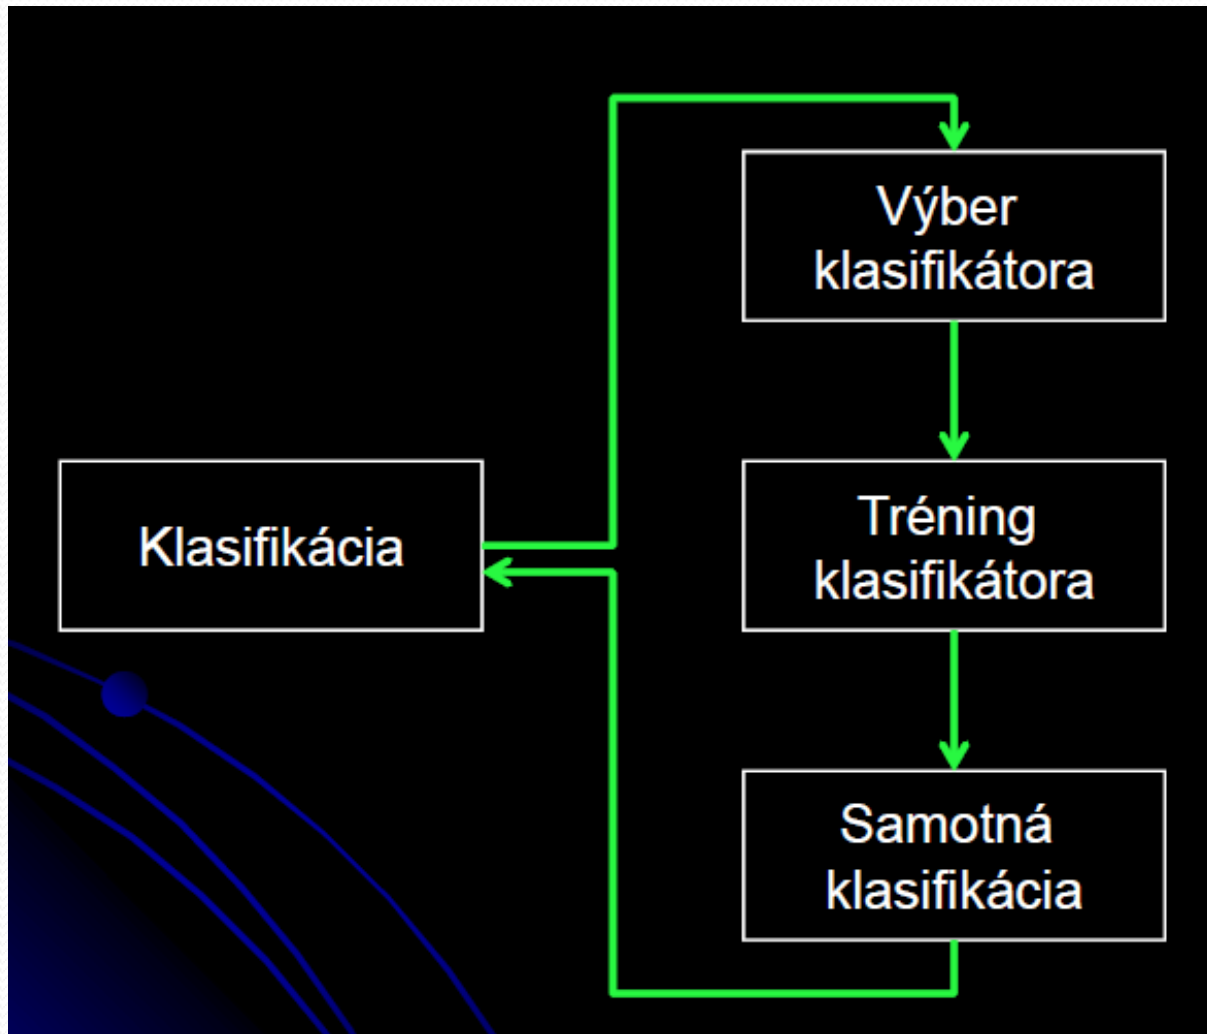 Klasifikácia
Výber
klasifikátora
Tréning
klasifikátora
Samotná
klasifikácia